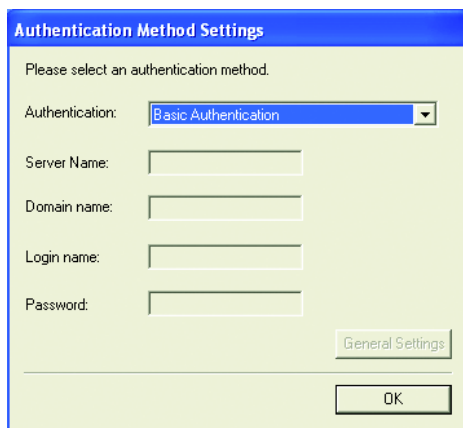 Authentication Method Settings
Please select an authentication method.
Authentication: Basic Authentication
Server Name:
Domain name:
Login name:
Password:
General Settings
OK